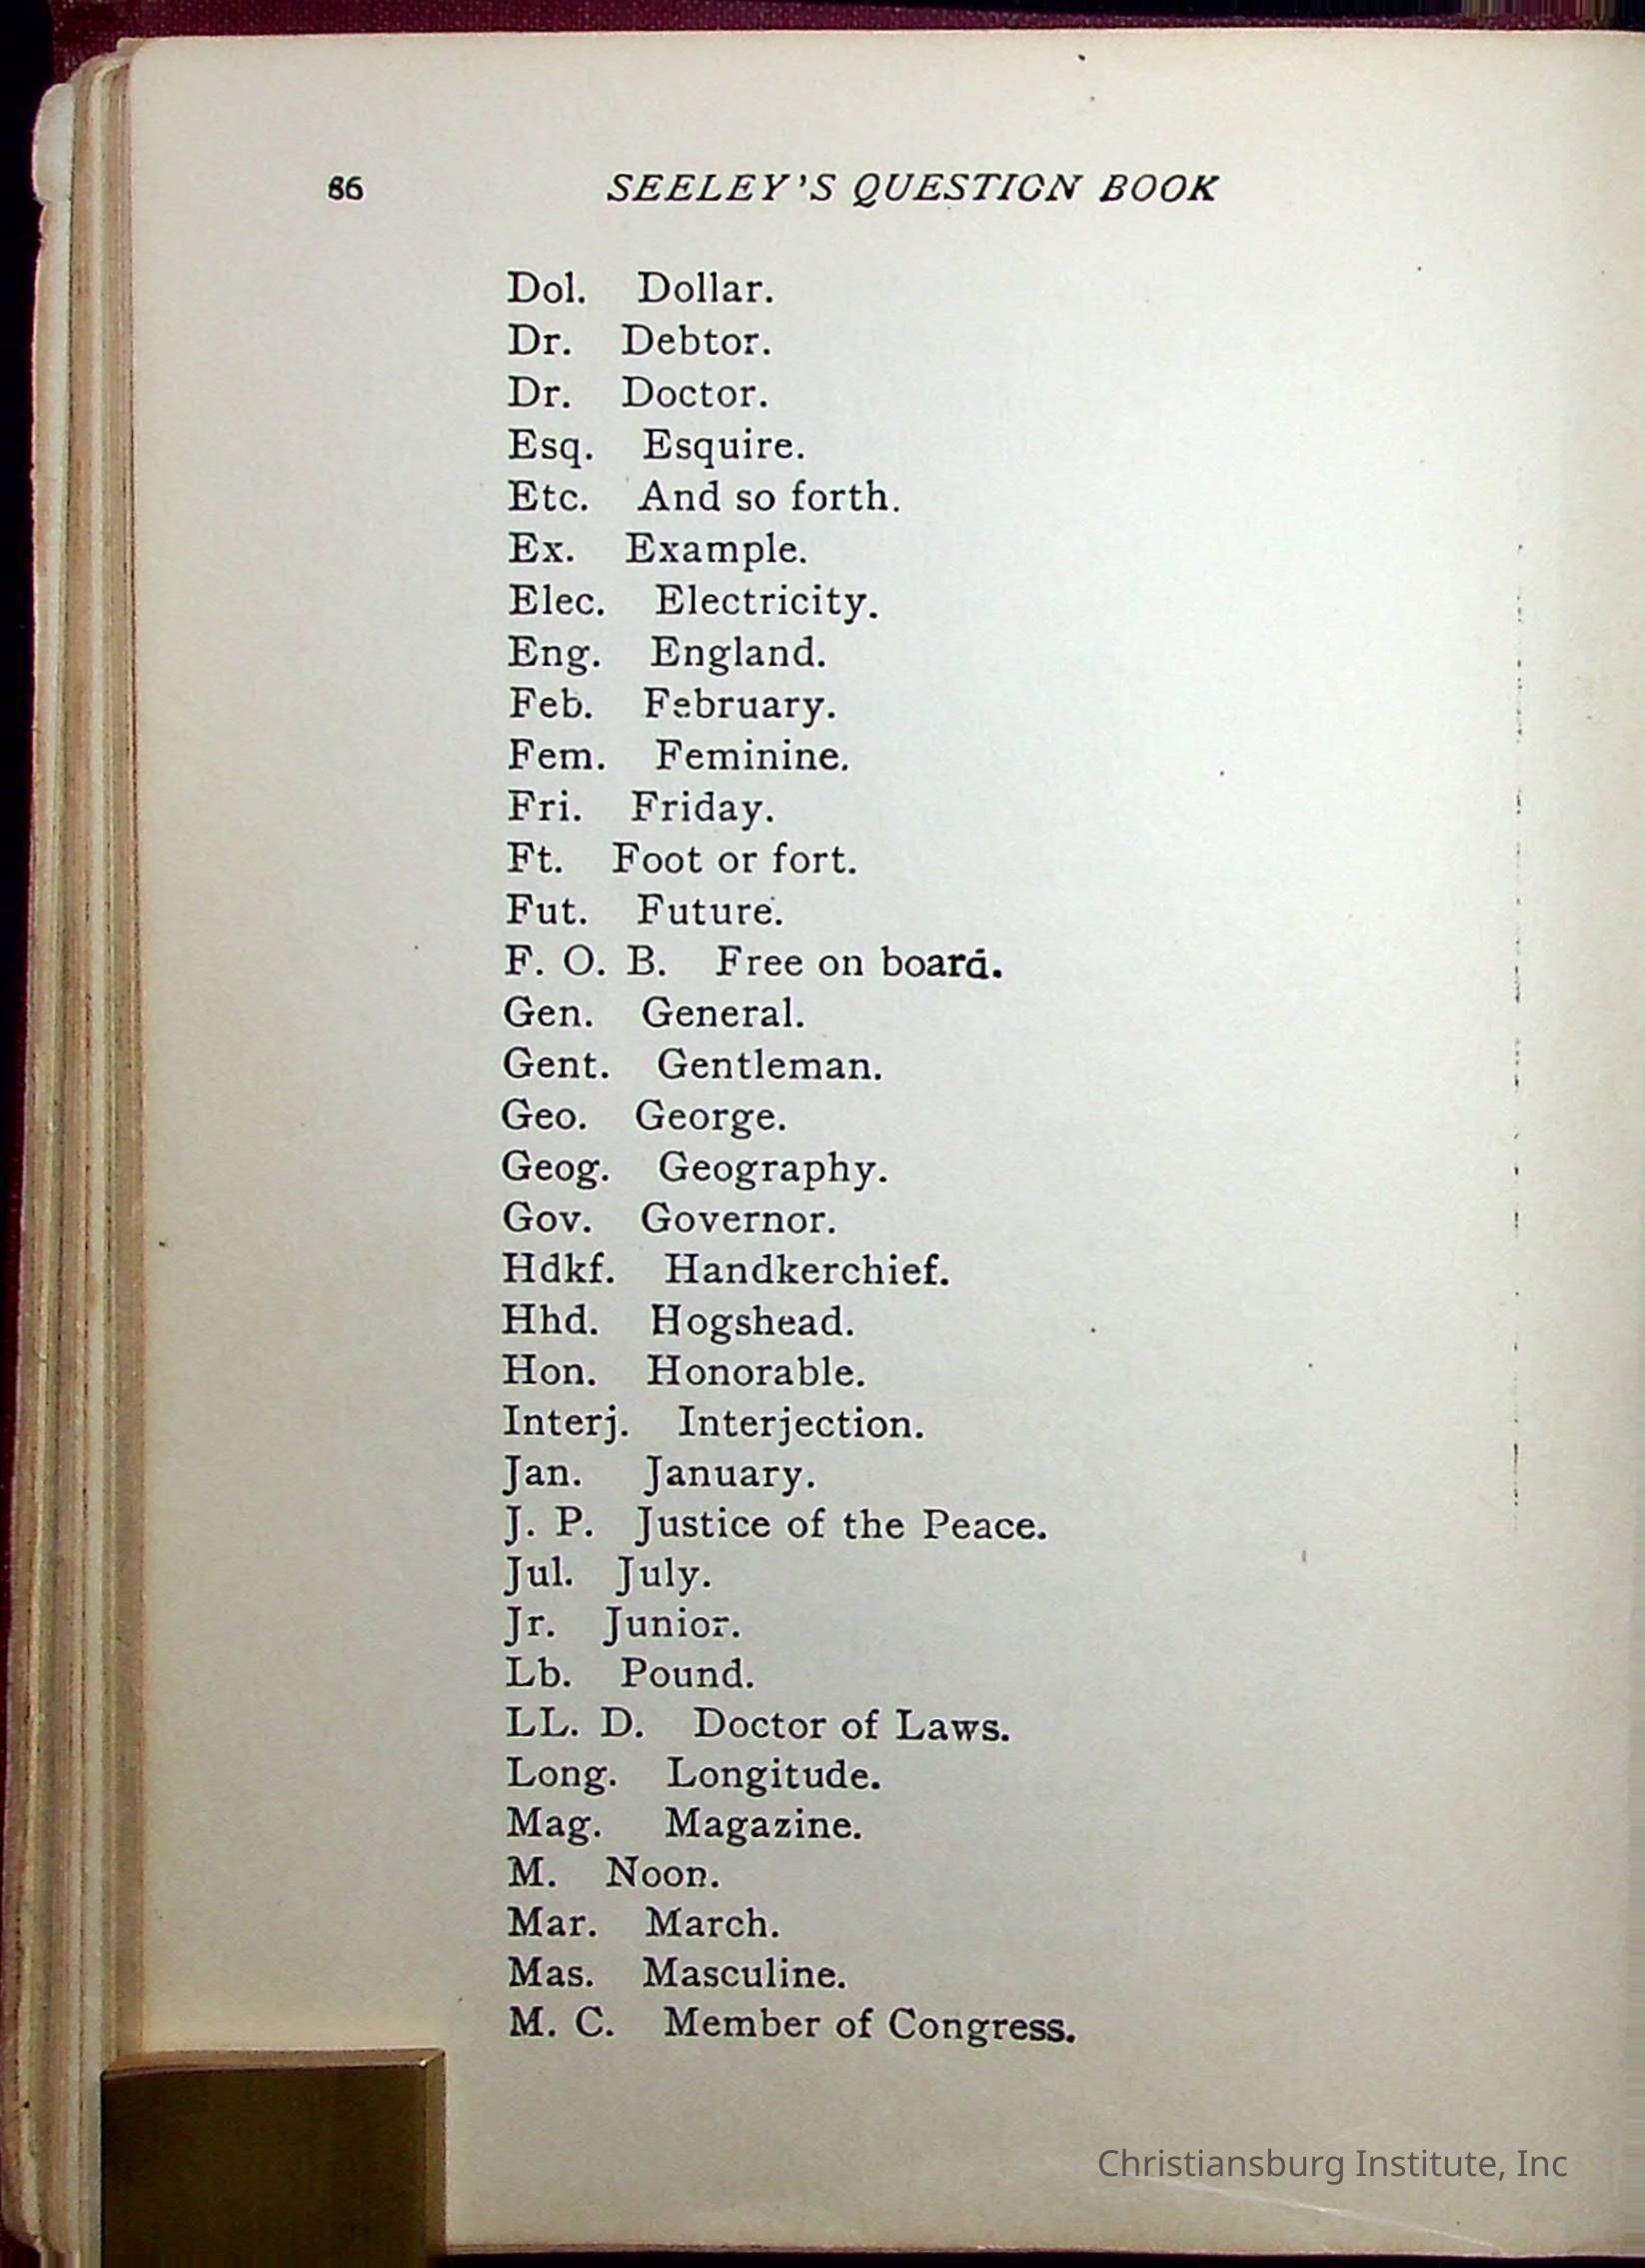 86 SEELEY'S QUESTION BOOK
Dol. Dollar.
Dr. Debtor.
Dr. Doctor.
Esq. Esquire.
Etc. And so forth.
Ex. Example.
Elec. Electricity.
Eng. England.
Feb. February.
Fem. Feminine.
Fri. Friday.
Ft. Foot or fort.
Fut. Future.
F. O. B. Free on board.
Gen. General.
Gent. Gentleman.
Geo. George.
Geog. Geography.
Gov. Governor.
Hdkf. Handkerchief.
Hhd. Hogshead.
Hon. Honorable.
Interj. Interjection.
Jan. January.
J. P. Justice of the Peace.
Jul. July.
Jr. Junior.
Lb. Pound.
LL. D. Doctor of Laws.
Long. Longitude.
Mag. Magazine.
M. Noon.
Mar. March.
Mas. Masculine.
M. C. Member of Congress.
Christiansburg Institute, Inc